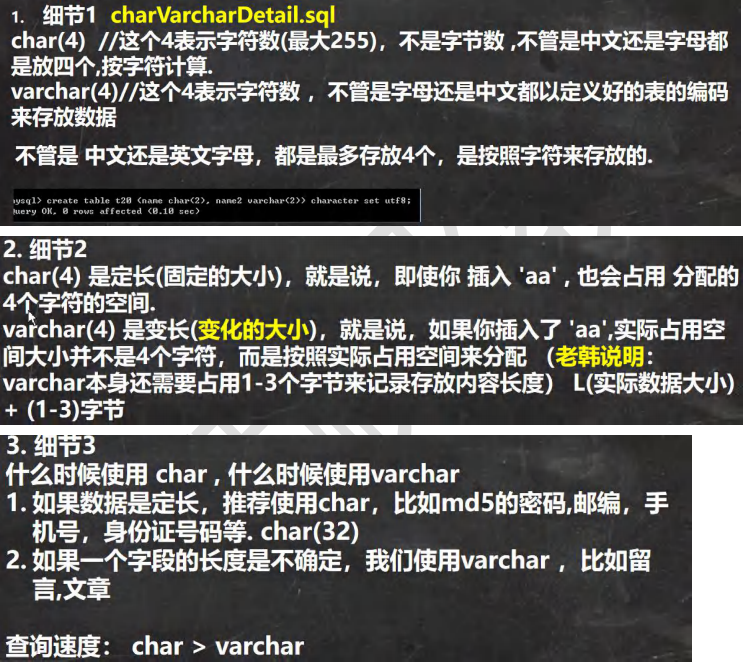 1. 细节1 charVarcharDetail.sql
char(4) //这个4表示字符数(最大255)，不是字节数 ,不管是中文还是字母都
是放四个,按字符计算.
varchar(4)//这个4表示字符数 ，不管是字母还是中文都以定义好的表的编码
来存放数据
不管是 中文还是英文字母，都是最多存放4个，是按照字符来存放的.
mysql> create table t20 (name char(2), name2 varchar(2)) character set utf8;
Query OK, 0 rows affected (0.10 sec)
2. 细节2
char(4) 是定长(固定的大小)，就是说，即使你 插入 'aa' , 也会占用 分配的
4个字符的空间.
varchar(4) 是变长(变化的大小)，就是说，如果你插入了 'aa',实际占用空
间大小并不是4个字符，而是按照实际占用空间来分配 （老韩说明：
varchar本身还需要占用1-3个字节来记录存放内容长度） L(实际数据大小)
+ (1-3)字节
3. 细节3
什么时候使用 char , 什么时候使用varchar
1. 如果数据是定长，推荐使用char，比如md5的密码,邮编，手
机号，身份证号码等. char(32)
2. 如果一个字段的长度是不确定，我们使用varchar ，比如留
言,文章
查询速度： char > varchar